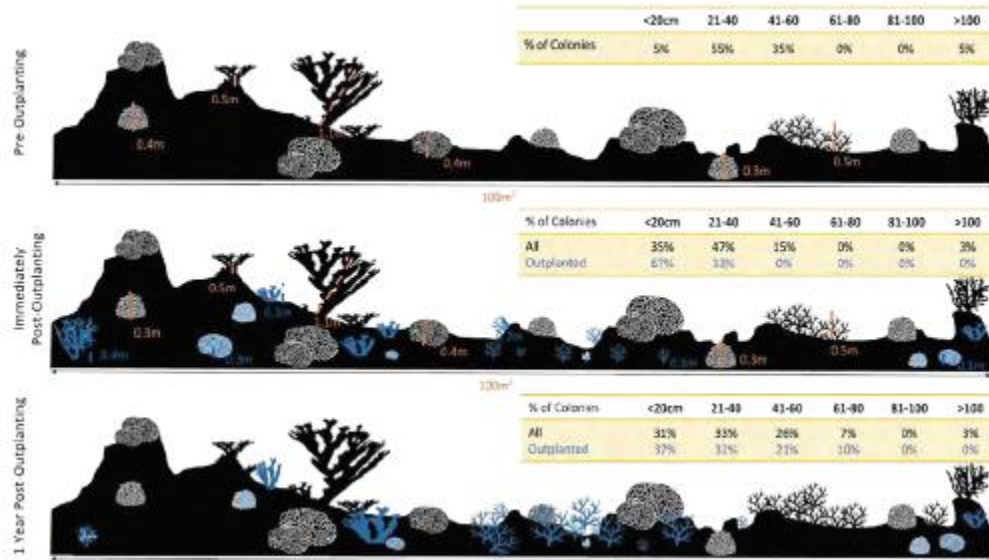 Pre-Outplanting
<20cm 21-40 41-60 61-80 81-100 >100
% of Colonies 5% 55% 35% 0% 0% 5%
0.5m
0.4m
0.4m
0.3m
0.5m
100m²
Immediately
Post-Outplanting
% of Colonies <20cm 21-40 41-60 61-80 81-100 >100
All 35% 47% 15% 0% 0% 3%
Outplanted 67% 33% 0% 0% 0% 0%
0.5m
0.3m
0.4m
0.3m
0.5m
100m²
1 Year Post-Outplanting
% of Colonies <20cm 21-40 41-60 61-80 81-100 >100
All 31% 33% 26% 7% 0% 3%
Outplanted 37% 32% 21% 10% 0% 0%